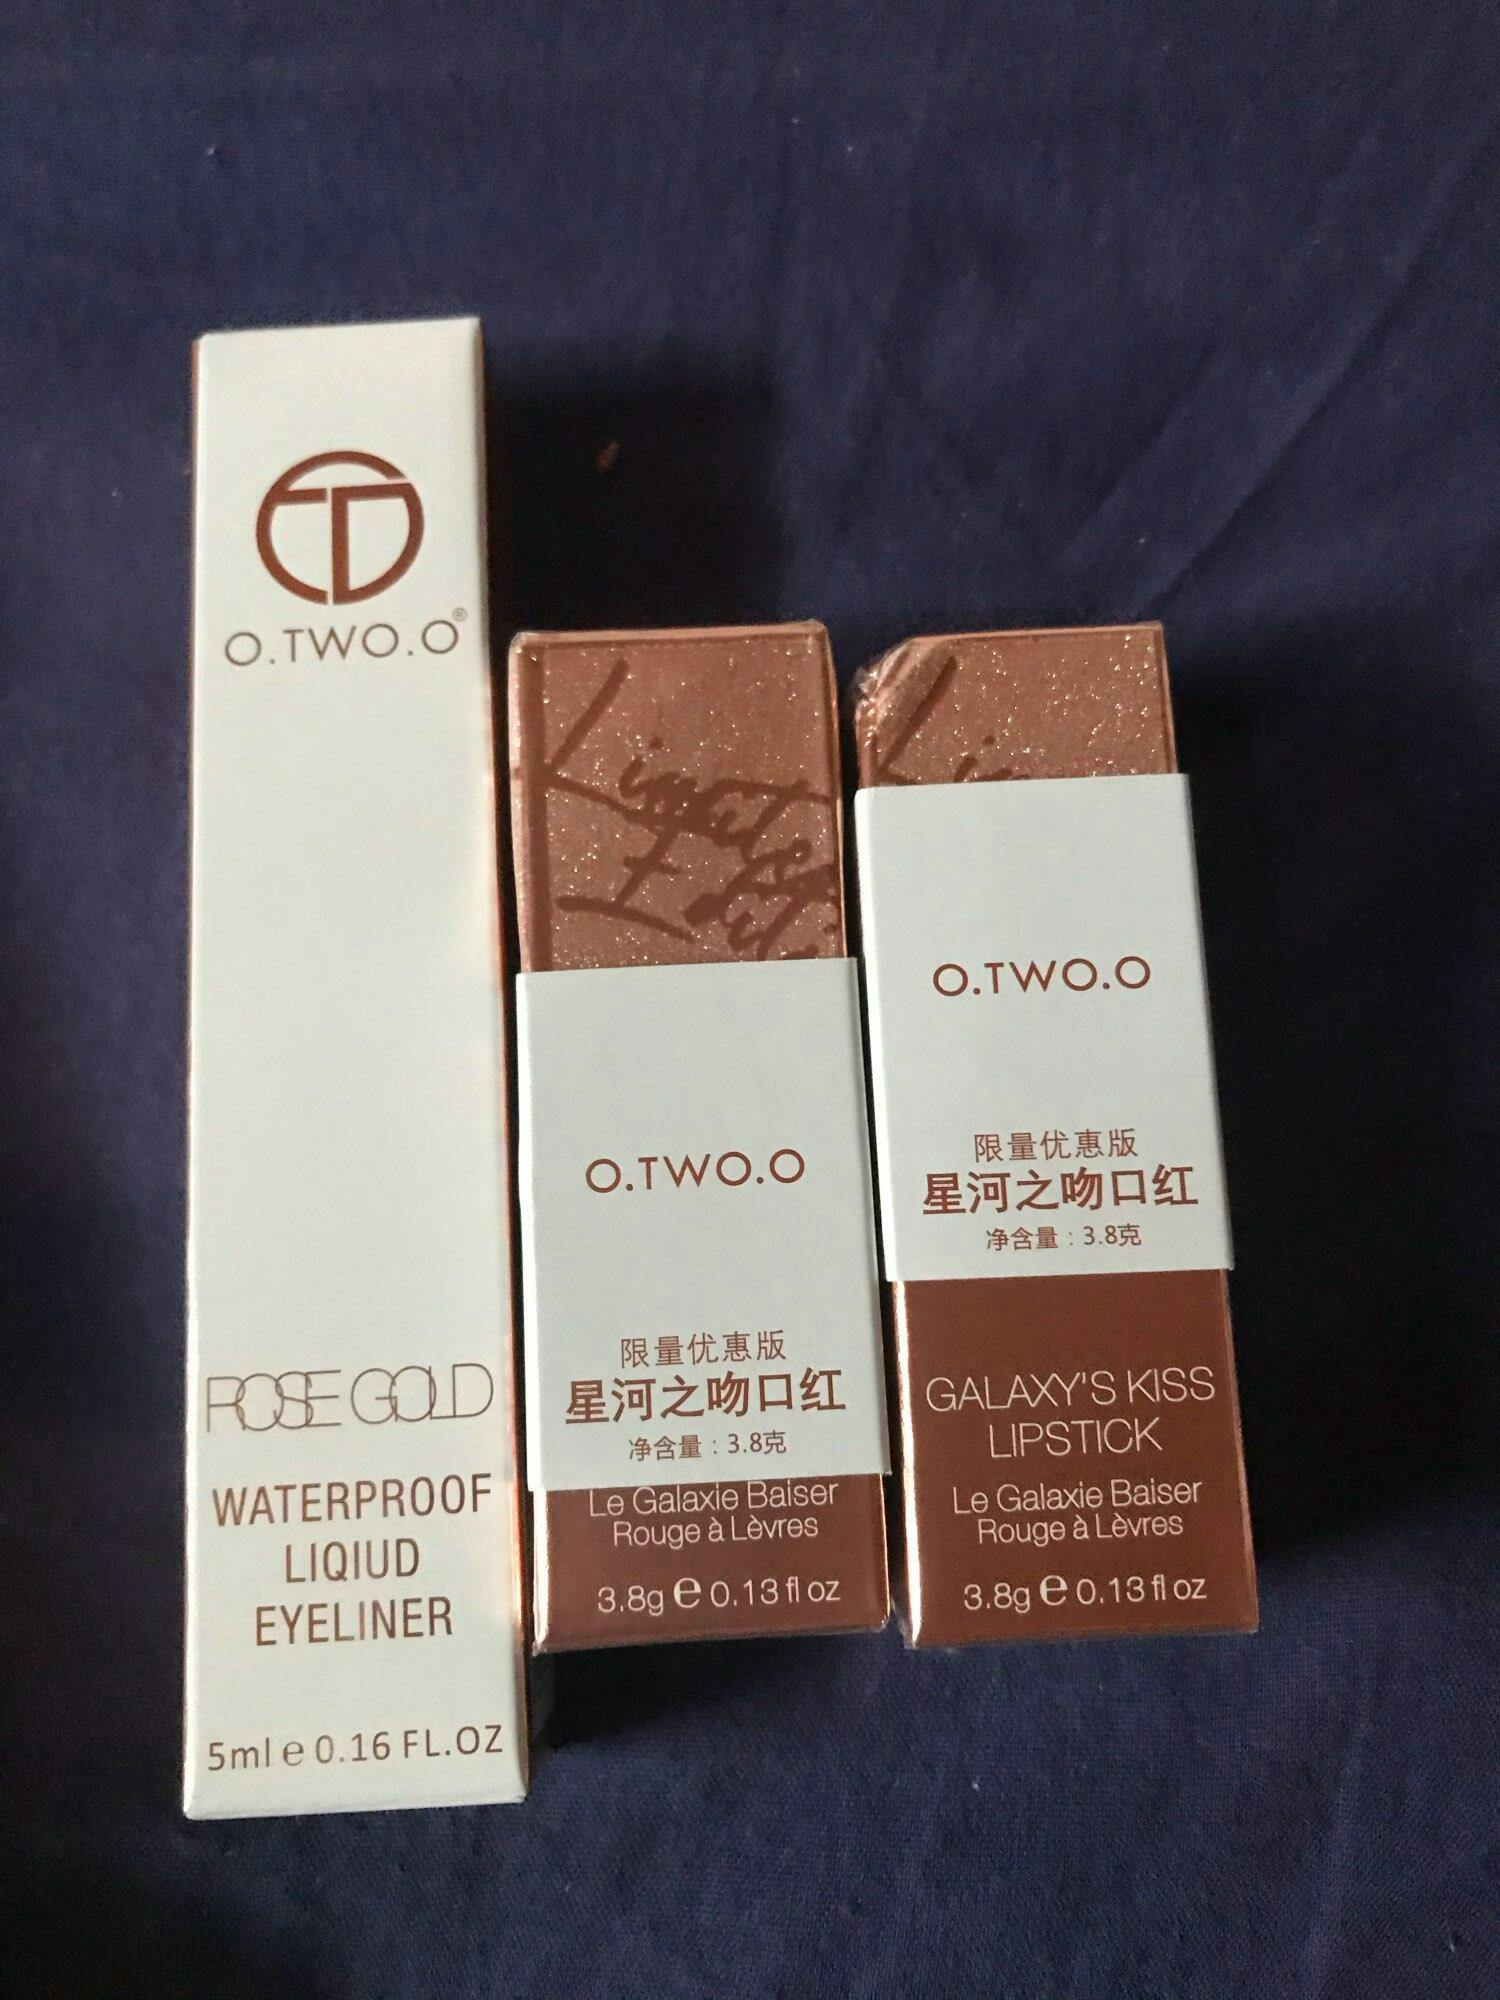 O.TWO.O®
ROSE GOLD
WATERPROOF
LIQIUD
EYELINER
5ml e 0.16 FL.OZ
Limited
Editi
O.TWO.O
限量优惠版
星河之吻口红
净含量：3.8克
Le Galaxie Baiser
Rouge à Lèvres
3.8g e 0.13 fl oz
O.TWO.O
限量优惠版
星河之吻口红
净含量：3.8克
GALAXY'S KISS
LIPSTICK
Le Galaxie Baiser
Rouge à Lèvres
3.8g e 0.13 fl oz